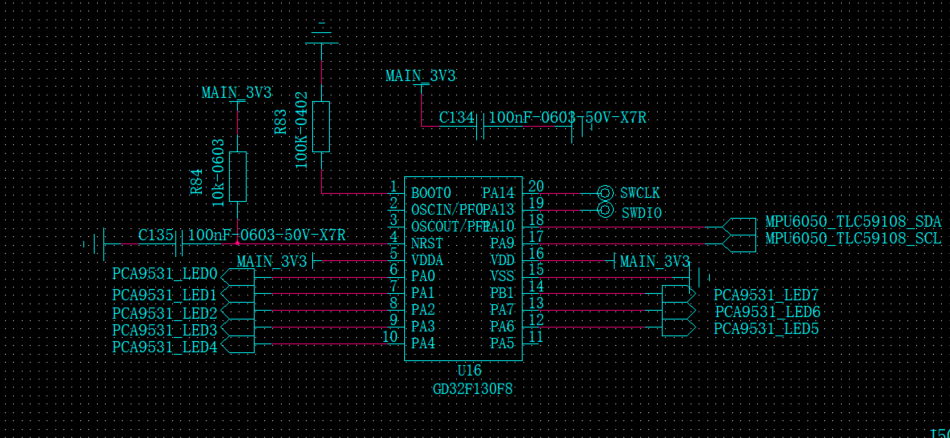 MAIN_3V3
MAIN_3V3
R83
100K-0402
C134
100nF-0603-50V-X7R
R84
10k-0603
1
BOOT0
PA14
20
SWCLK
2
OSCIN/PF0
PA13
19
SWDIO
3
OSCOUT/PF1
PA10
18
MPU6050_TLC59108_SDA
C135
100nF-0603-50V-X7R
4
NRST
PA9
17
MPU6050_TLC59108_SCL
MAIN_3V3
5
VDDA
VDD
16
MAIN_3V3
PCA9531_LED0
6
PA0
VSS
15
PCA9531_LED1
7
PA1
PB1
14
PCA9531_LED7
PCA9531_LED2
8
PA2
PA7
13
PCA9531_LED6
PCA9531_LED3
9
PA3
PA6
12
PCA9531_LED5
PCA9531_LED4
10
PA4
PA5
11
U16
GD32F130F8